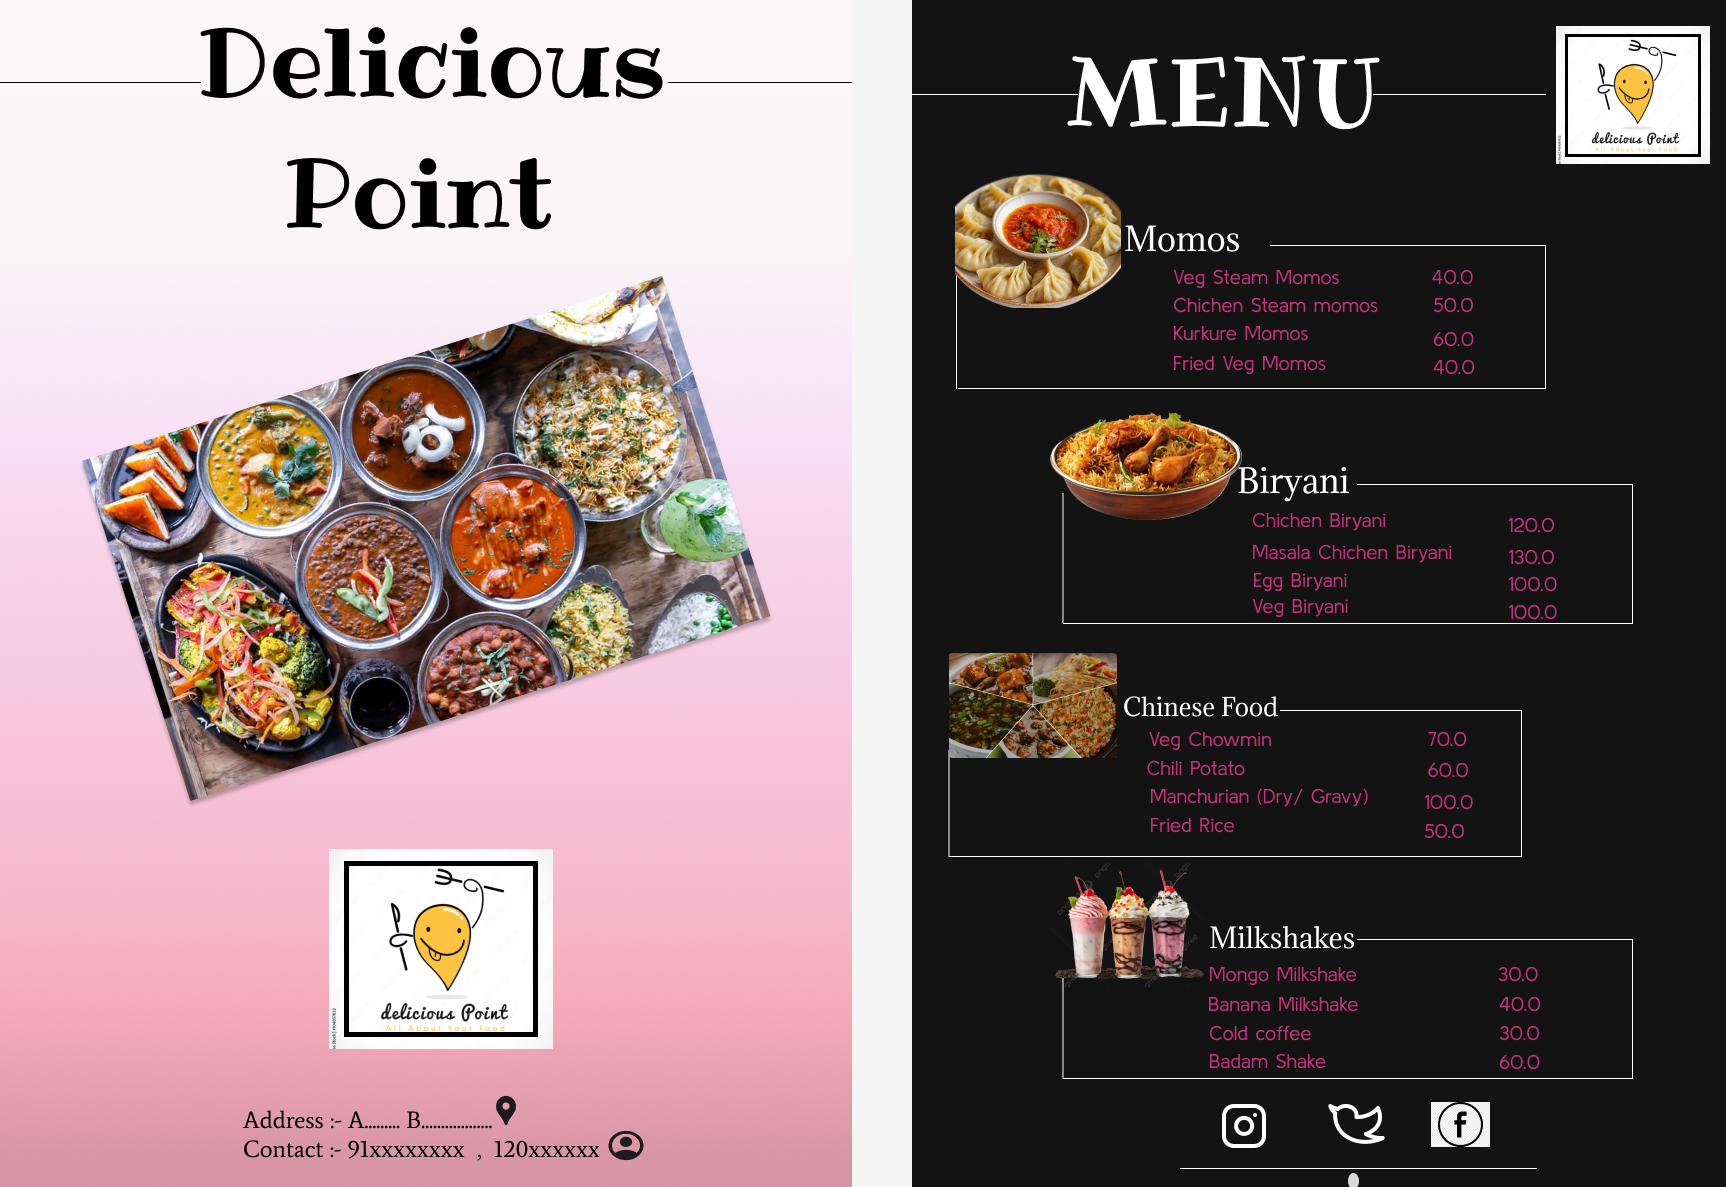 Delicious
Point
delicious Point
All About Your Food
Address :- A......... B...................
Contact :- 91xxxxxxxx , 120xxxxxx
MENU
delicious Point
All About Your Food
Momos
Veg Steam Momos 40.0
Chichen Steam momos 50.0
Kurkure Momos 60.0
Fried Veg Momos 40.0
Biryani
Chichen Biryani 120.0
Masala Chichen Biryani 130.0
Egg Biryani 100.0
Veg Biryani 100.0
Chinese Food
Veg Chowmin 70.0
Chili Potato 60.0
Manchurian (Dry/ Gravy) 100.0
Fried Rice 50.0
Milkshakes
Mongo Milkshake 30.0
Banana Milkshake 40.0
Cold coffee 30.0
Badam Shake 60.0